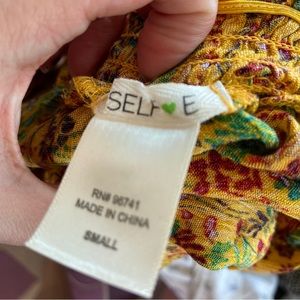 SELF E
RN# 96741
MADE IN CHINA
SMALL